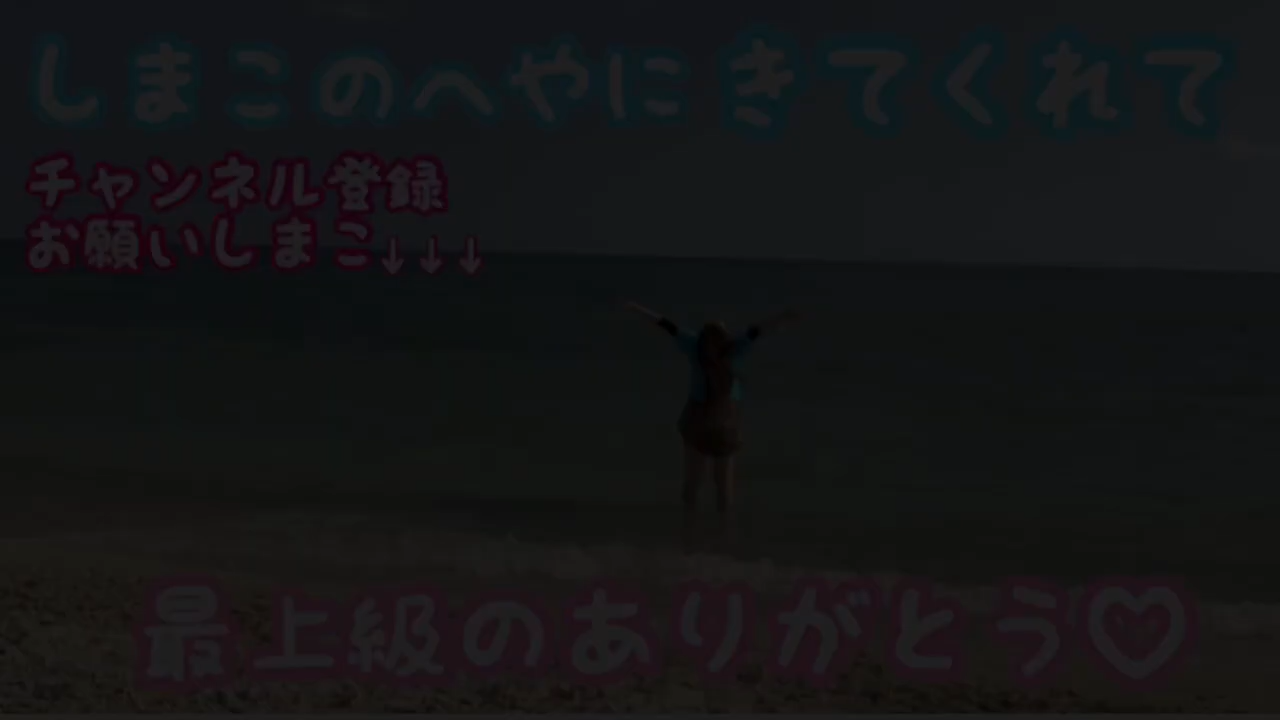 しまこのへやにきてくれて
チャンネル登録
お願いしまこ↓↓↓
最上級のありがとう♡